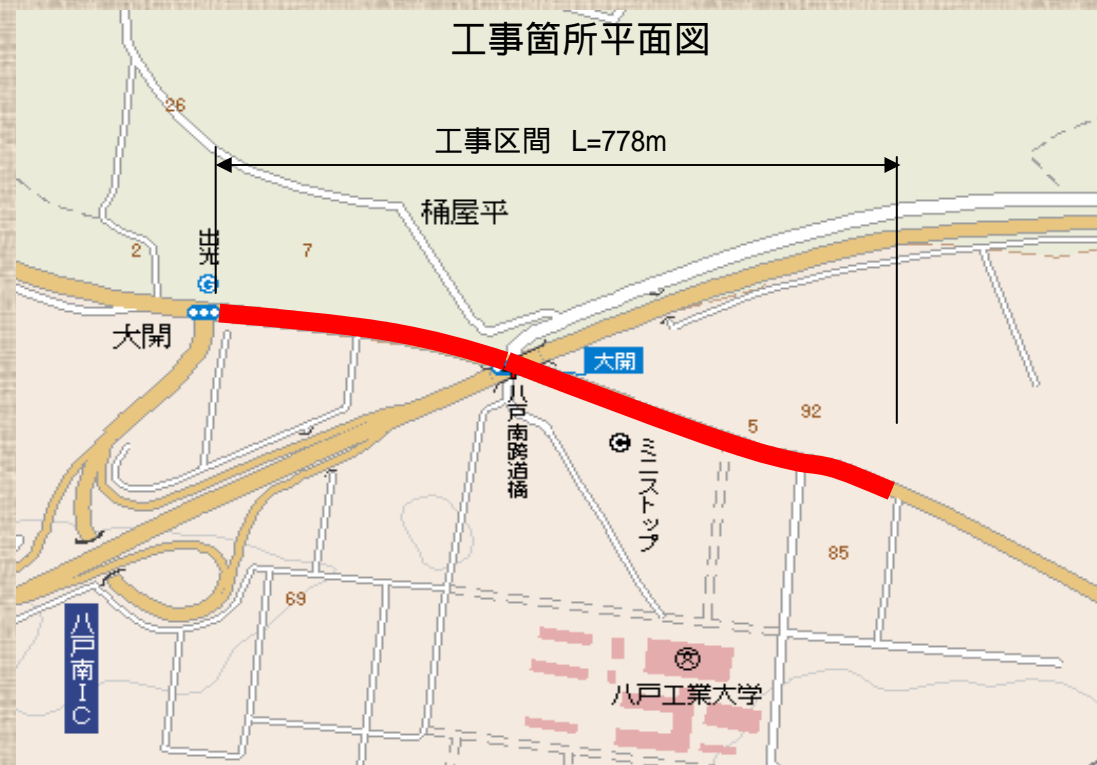 工事箇所平面図
26
工事区間 L=778m
桶屋平
2
出光
7
大開
大開
八戸南跨道橋
92
5
ミニストップ
85
69
八戸南IC
八戸工業大学